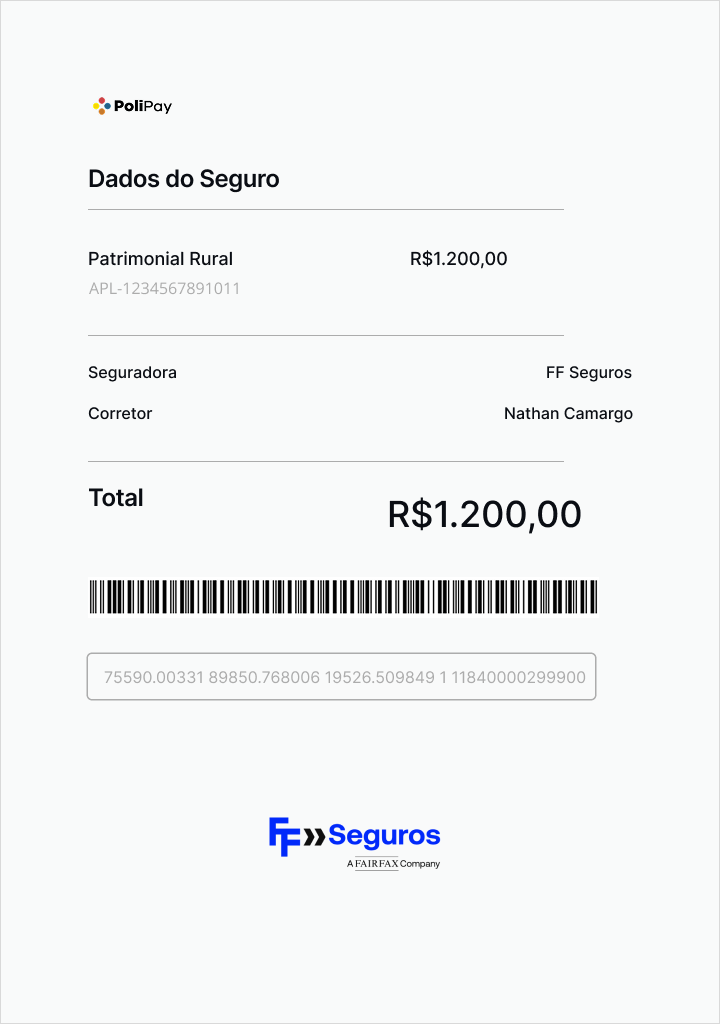 PoliPay
Dados do Seguro
Patrimonial Rural R$1.200,00
APL-1234567891011
Seguradora FF Seguros
Corretor Nathan Camargo
Total R$1.200,00
75590.00331 89850.768006 19526.509849 1 11840000299900
FF Seguros
A FAIRFAX Company